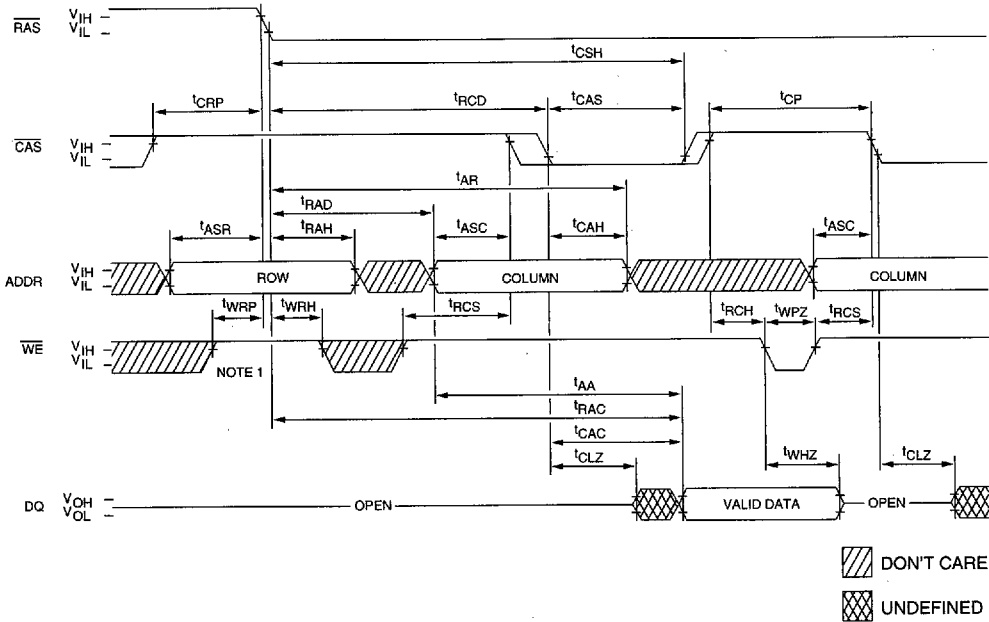 RAS VIH VIL
tCSH
tCRP tRCD tCAS tCP
CAS VIH VIL
tAR
tRAD
tASR tRAH tASC tCAH tASC
ADDR VIH VIL ROW COLUMN COLUMN
tWRP tWRH tRCS tRCH tWPZ tRCS
WE VIH VIL
NOTE 1
tAA
tRAC
tCAC
tCLZ tWHZ tCLZ
DQ VOH VOL OPEN VALID DATA OPEN
DON'T CARE
UNDEFINED